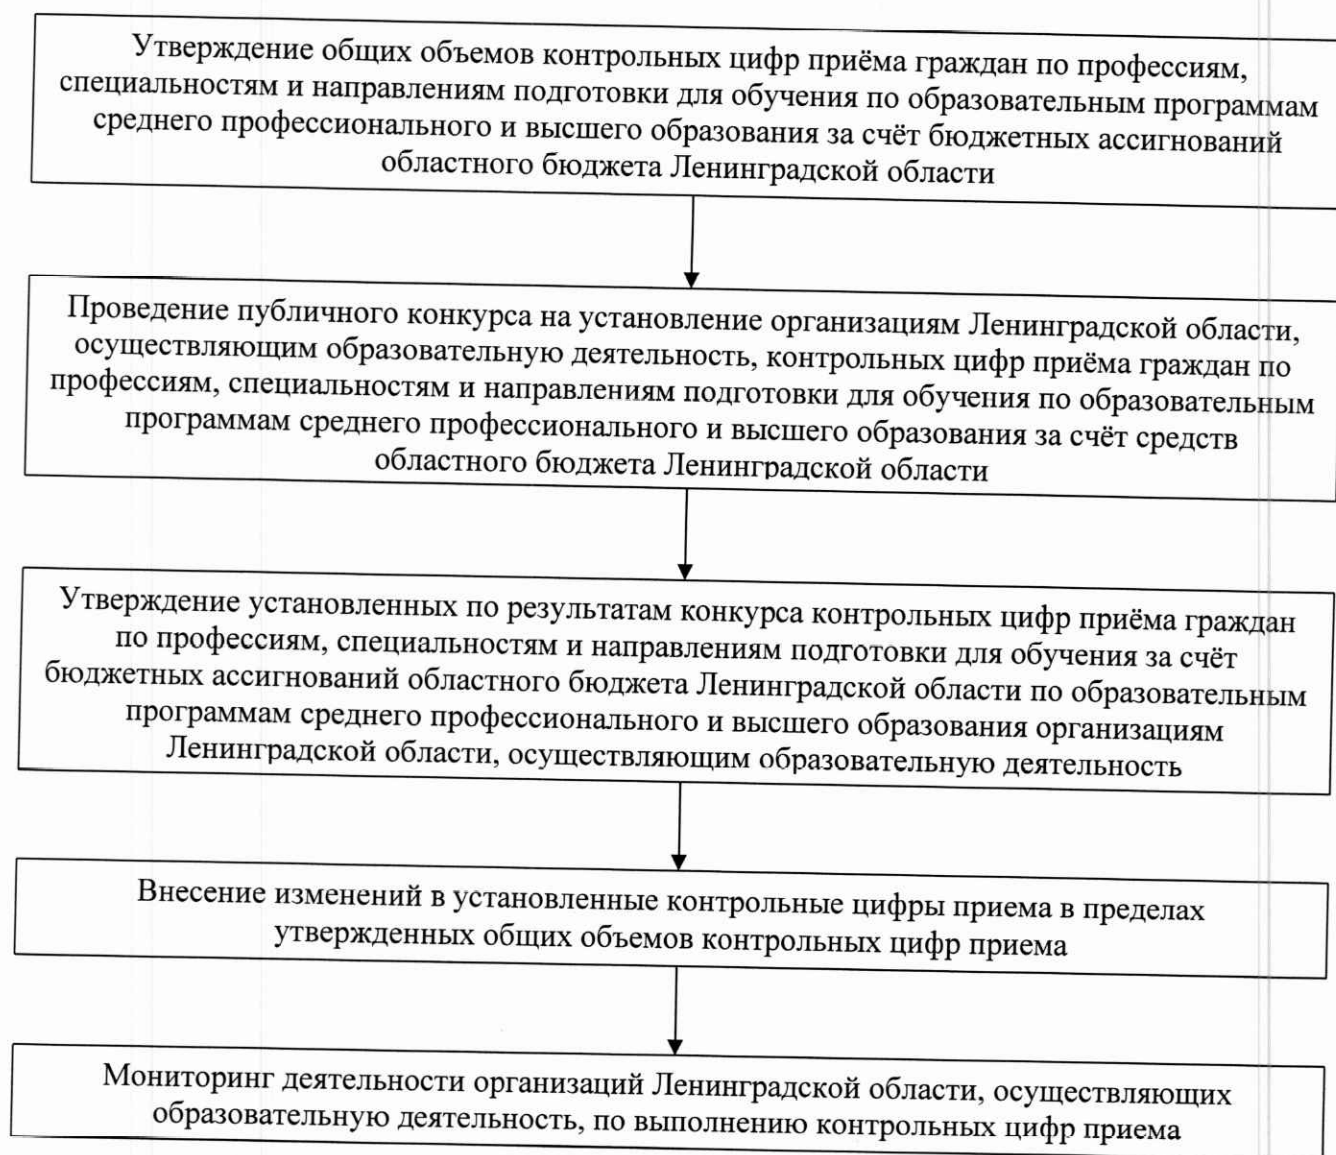 Утверждение общих объемов контрольных цифр приёма граждан по профессиям,
специальностям и направлениям подготовки для обучения по образовательным программам
среднего профессионального и высшего образования за счёт бюджетных ассигнований
областного бюджета Ленинградской области
Проведение публичного конкурса на установление организациям Ленинградской области,
осуществляющим образовательную деятельность, контрольных цифр приёма граждан по
профессиям, специальностям и направлениям подготовки для обучения по образовательным
программам среднего профессионального и высшего образования за счёт средств
областного бюджета Ленинградской области
Утверждение установленных по результатам конкурса контрольных цифр приёма граждан
по профессиям, специальностям и направлениям подготовки для обучения за счёт
бюджетных ассигнований областного бюджета Ленинградской области по образовательным
программам среднего профессионального и высшего образования организациям
Ленинградской области, осуществляющим образовательную деятельность
Внесение изменений в установленные контрольные цифры приема в пределах
утвержденных общих объемов контрольных цифр приема
Мониторинг деятельности организаций Ленинградской области, осуществляющих
образовательную деятельность, по выполнению контрольных цифр приема